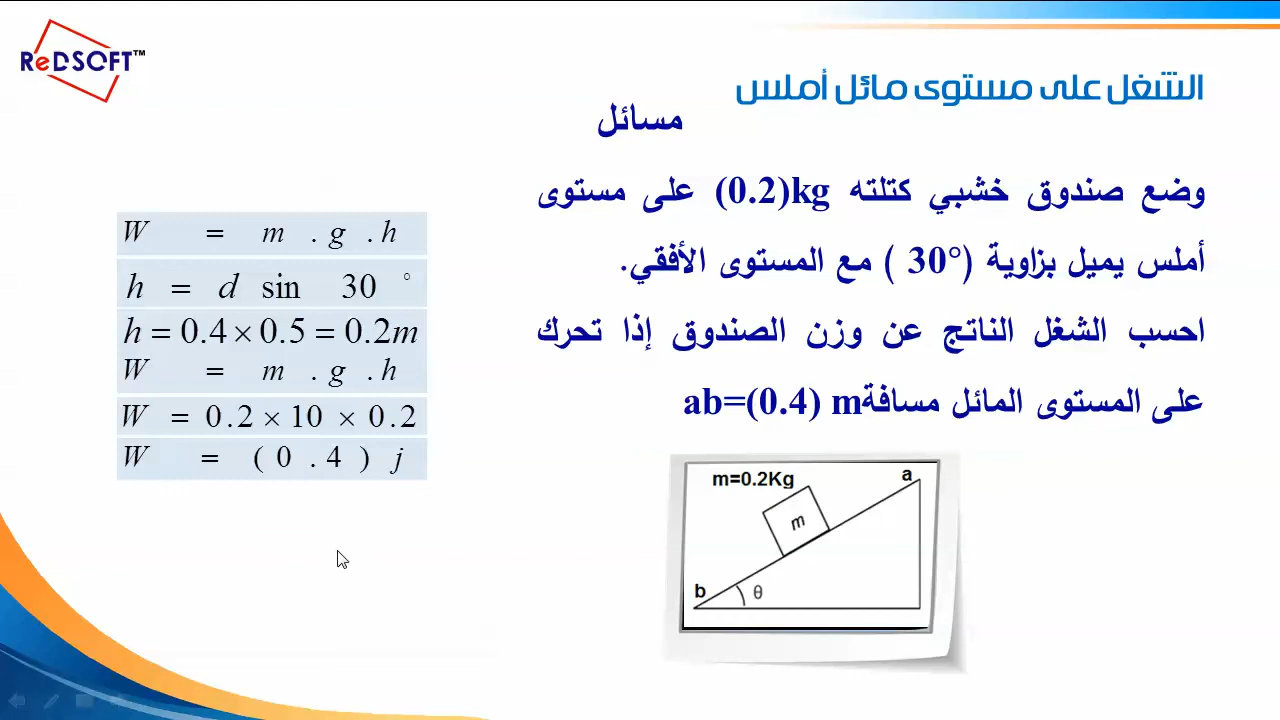 ReDSOFT™
الشغل على مستوى مائل أملس
مسائل
وضع صندوق خشبي كتلته (0.2)kg على مستوى
أملس يميل بزاوية (30°) مع المستوى الأفقي.
احسب الشغل الناتج عن وزن الصندوق إذا تحرك
على المستوى المائل مسافة ab=(0.4) m
W = m . g . h
h = d sin 30 °
h = 0.4 × 0.5 = 0.2m
W = m . g . h
W = 0.2 × 10 × 0.2
W = ( 0 . 4 ) j
m=0.2Kg
a
m
b
θ